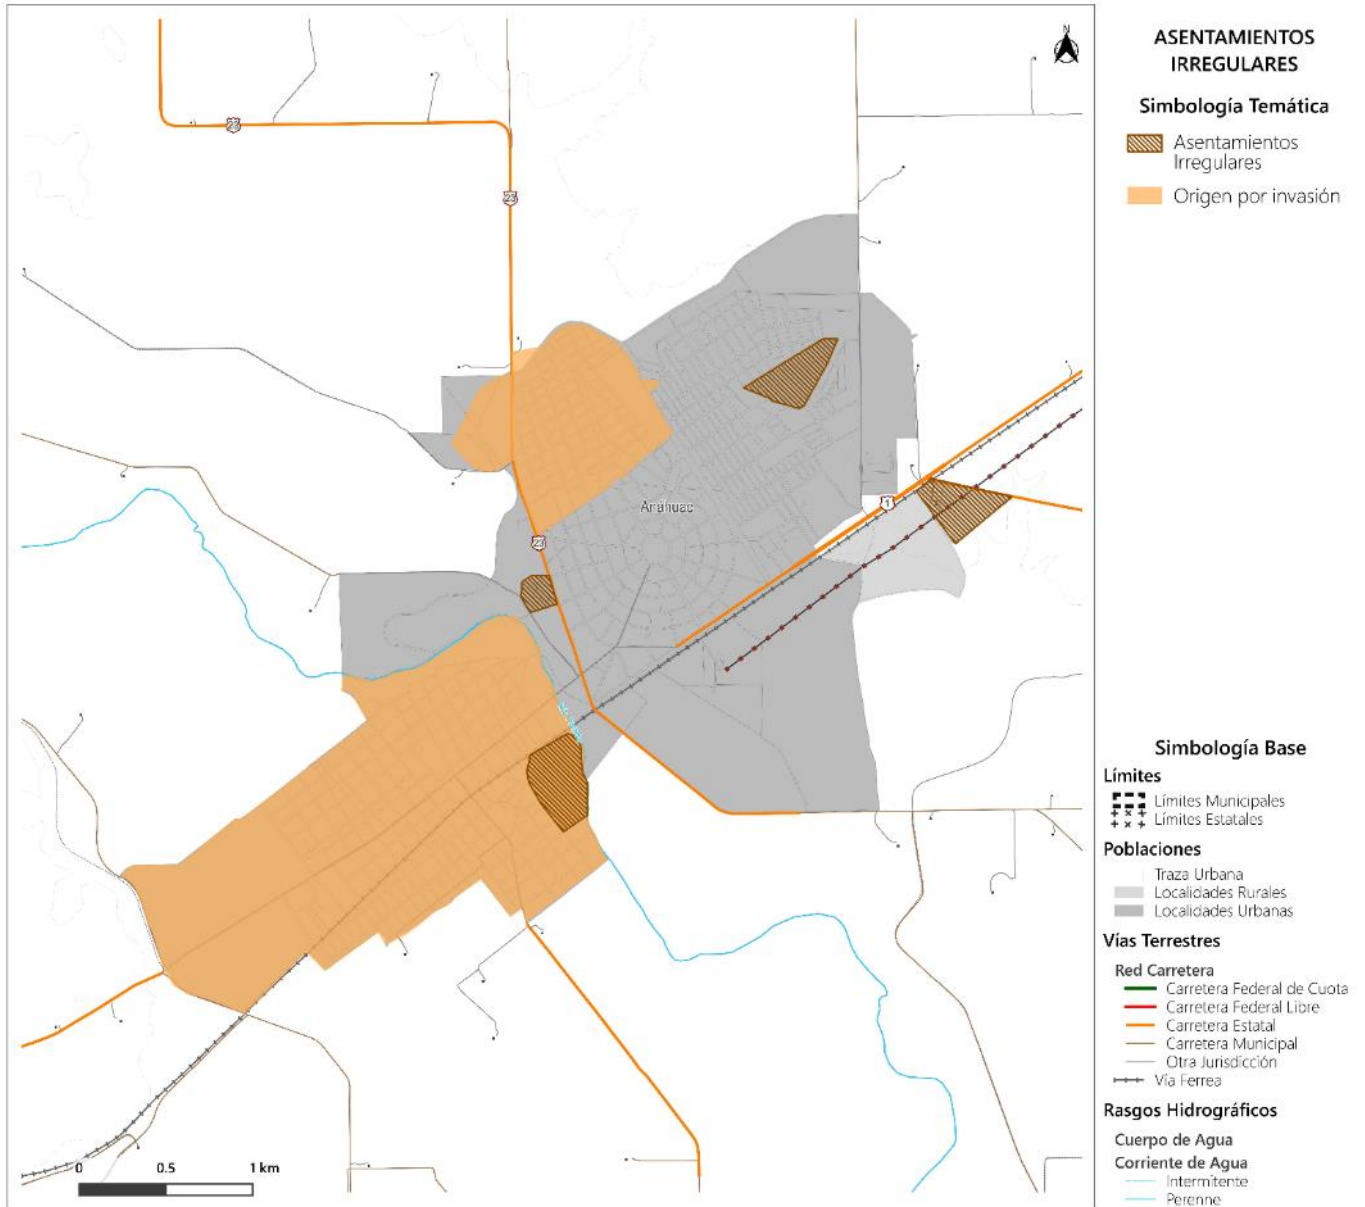 N
23
23
Anáhuac
1
23
0 0.5 1 km
ASENTAMIENTOS
IRREGULARES
Simbología Temática
Asentamientos
Irregulares
Origen por invasión
Simbología Base
Límites
Límites Municipales
Límites Estatales
Poblaciones
Traza Urbana
Localidades Rurales
Localidades Urbanas
Vías Terrestres
Red Carretera
Carretera Federal de Cuota
Carretera Federal Libre
Carretera Estatal
Carretera Municipal
Otra Jurisdicción
Vía Ferrea
Rasgos Hidrográficos
Cuerpo de Agua
Corriente de Agua
Intermitente
Perenne